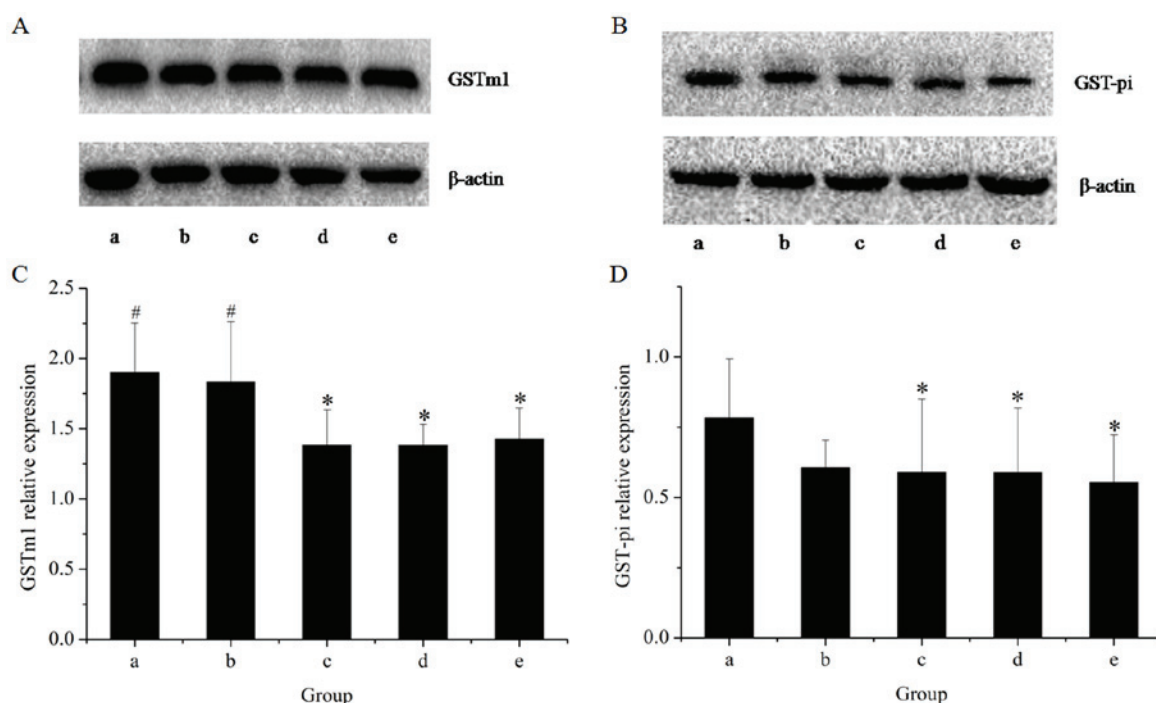 A
GSTm1
β-actin
a b c d e
B
GST-pi
β-actin
a b c d e
C
GSTm1 relative expression
2.5
2.0
1.5
1.0
0.5
0.0
# # * * *
a b c d e
Group
D
GST-pi relative expression
1.0
0.5
0.0
* * *
a b c d e
Group